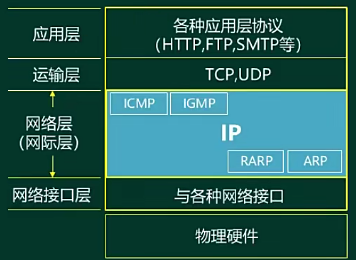 应用层
各种应用层协议
(HTTP,FTP,SMTP等)
运输层
TCP,UDP
网络层
(网际层)
ICMP
IGMP
IP
RARP
ARP
网络接口层
与各种网络接口
物理硬件